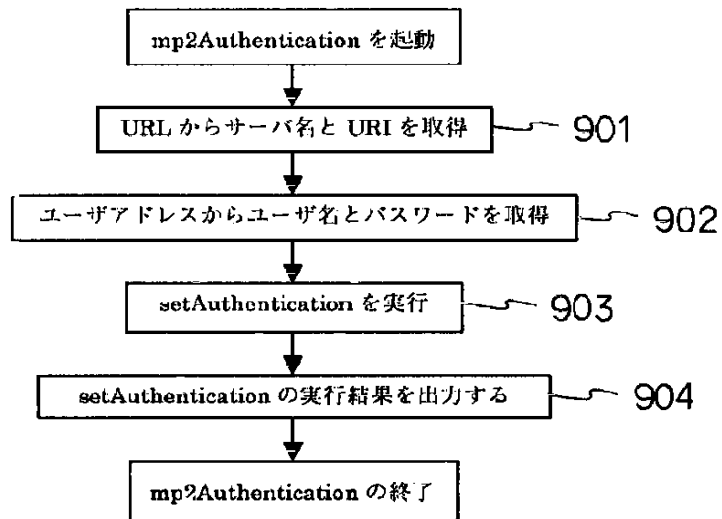 mp2Authentication を起動
URL からサーバ名と URI を取得
901
ユーザアドレスからユーザ名とパスワードを取得
902
setAuthentication を実行
903
setAuthentication の実行結果を出力する
904
mp2Authentication の終了